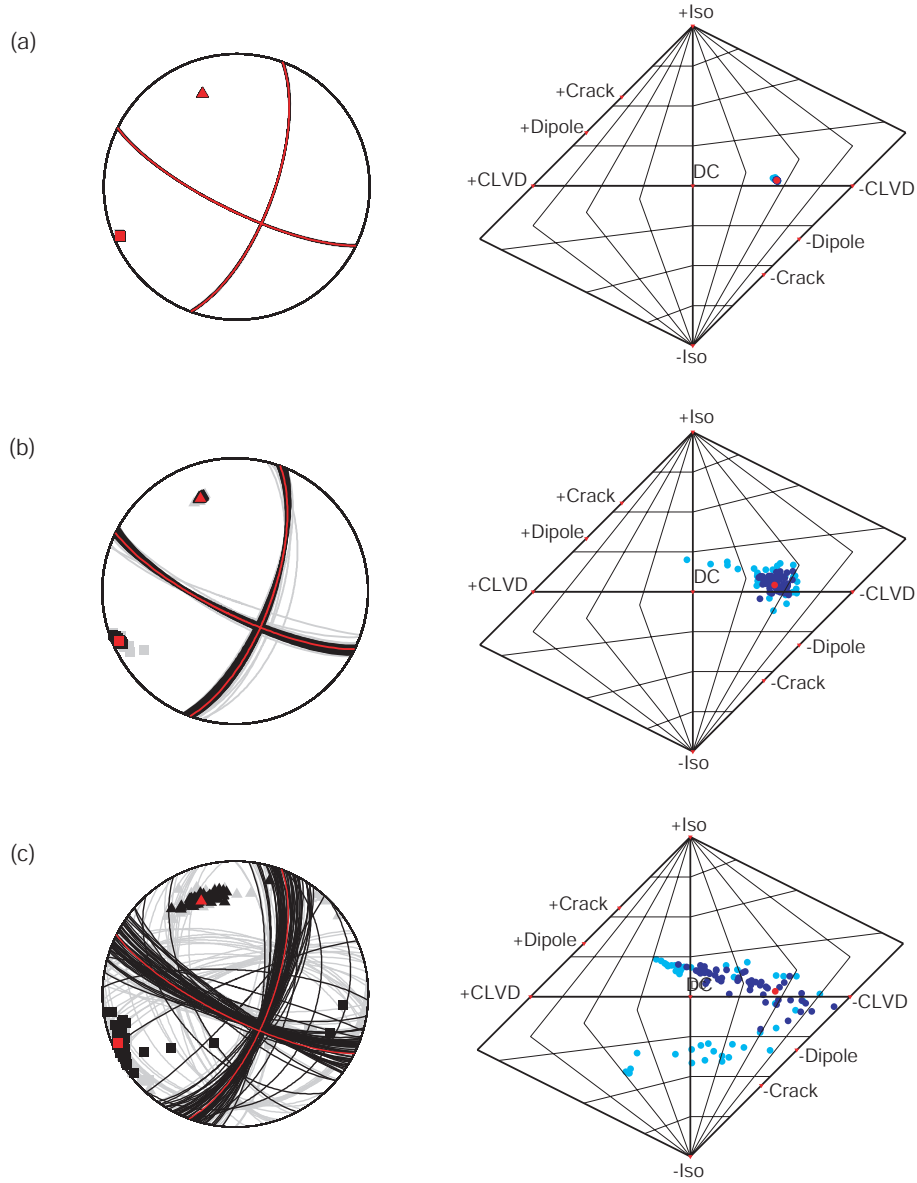 (a)
+Iso
+Crack
+Dipole
+CLVD
DC
-CLVD
-Dipole
-Crack
-Iso
(b)
+Iso
+Crack
+Dipole
+CLVD
DC
-CLVD
-Dipole
-Crack
-Iso
(c)
+Iso
+Crack
+Dipole
+CLVD
DC
-CLVD
-Dipole
-Crack
-Iso